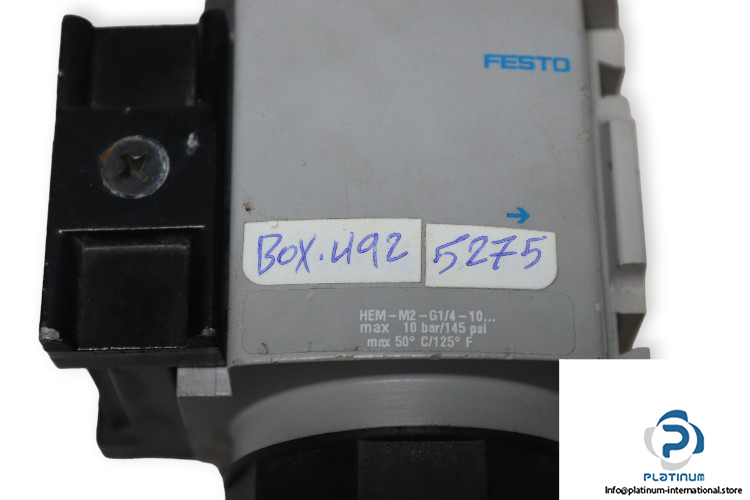 FESTO
→
BOX.492 5275
HEM-M2-G1/4-10...
max 10 bar/145 psi
max 50° C/125° F
PLATINUM
Info@platinum-international.store